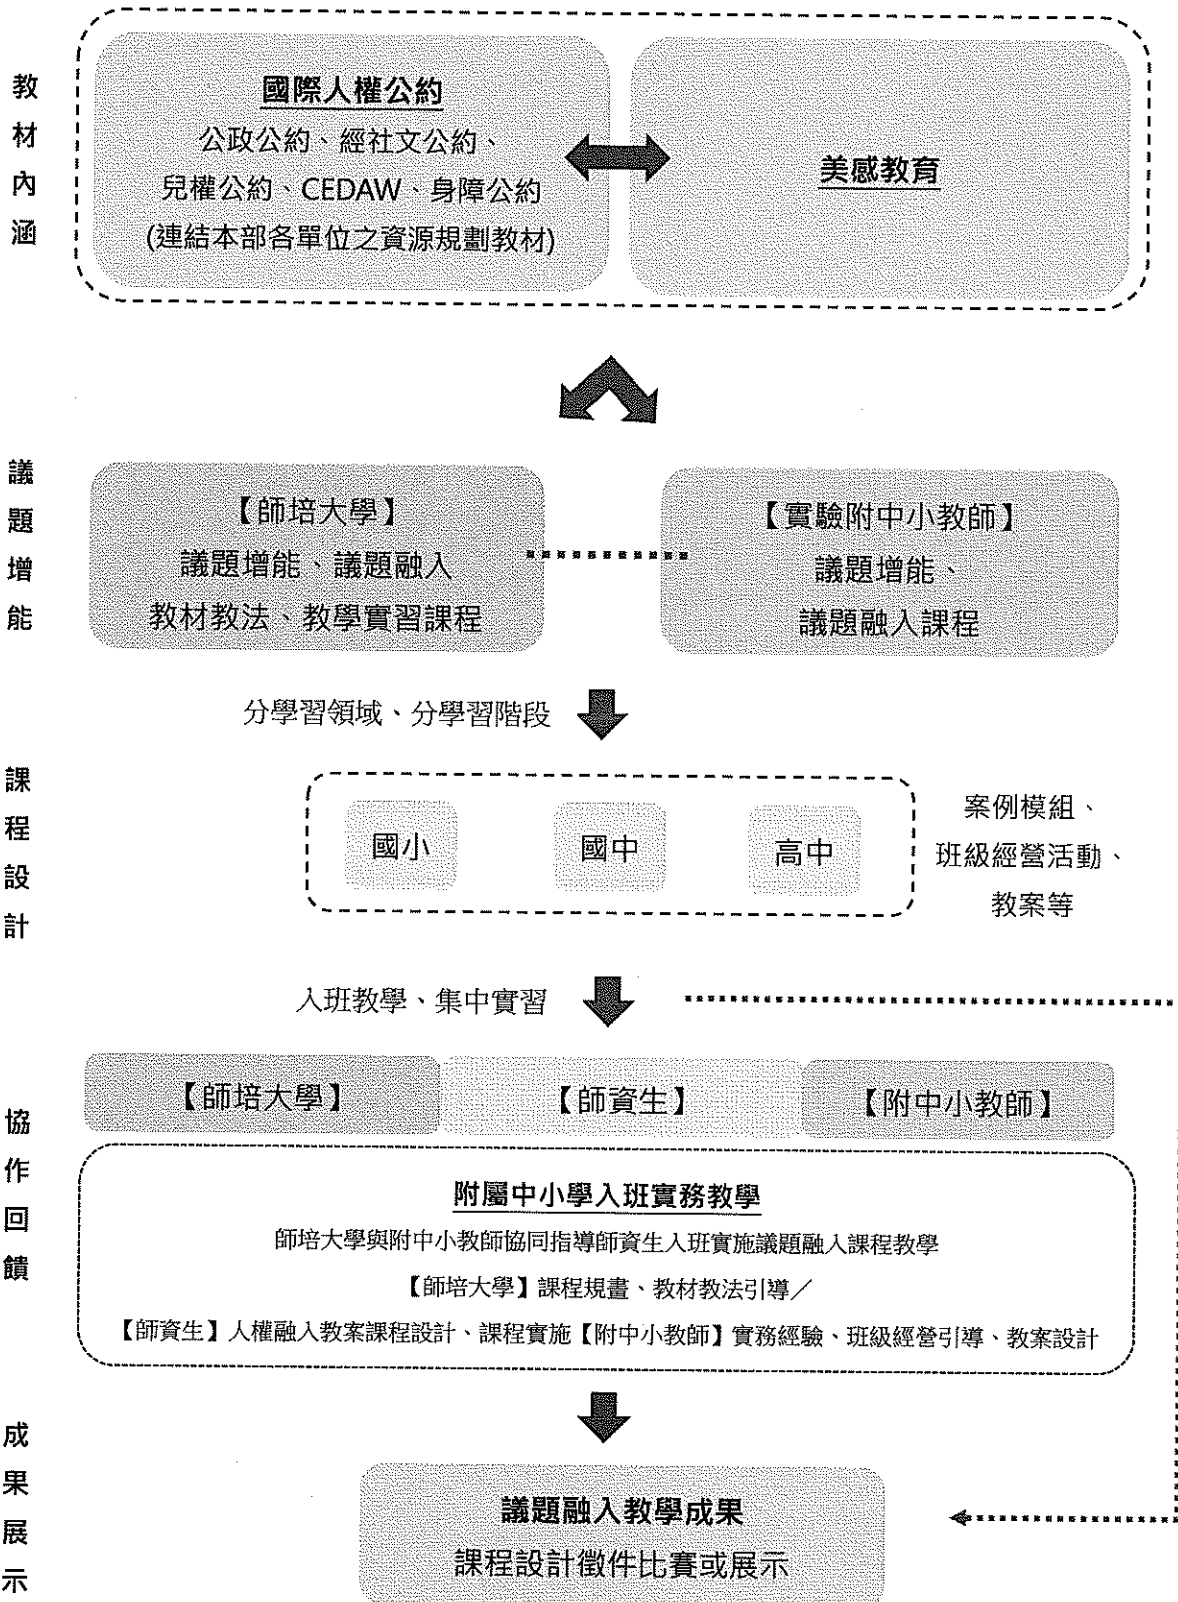 教材內涵
國際人權公約
公政公約、經社文公約、
兒權公約、CEDAW、身障公約
(連結本部各單位之資源規劃教材)
美感教育
議題增能
【師培大學】
議題增能、議題融入
教材教法、教學實習課程
【實驗附中小教師】
議題增能、
議題融入課程
分學習領域、分學習階段
課程設計
國小
國中
高中
案例模組、
班級經營活動、
教案等
入班教學、集中實習
協作回饋
【師培大學】
【師資生】
【附中小教師】
附屬中小學入班實務教學
師培大學與附中小教師協同指導師資生入班實施議題融入課程教學
【師培大學】課程規畫、教材教法引導／
【師資生】人權融入教案課程設計、課程實施【附中小教師】實務經驗、班級經營引導、教案設計
成果展示
議題融入教學成果
課程設計徵件比賽或展示